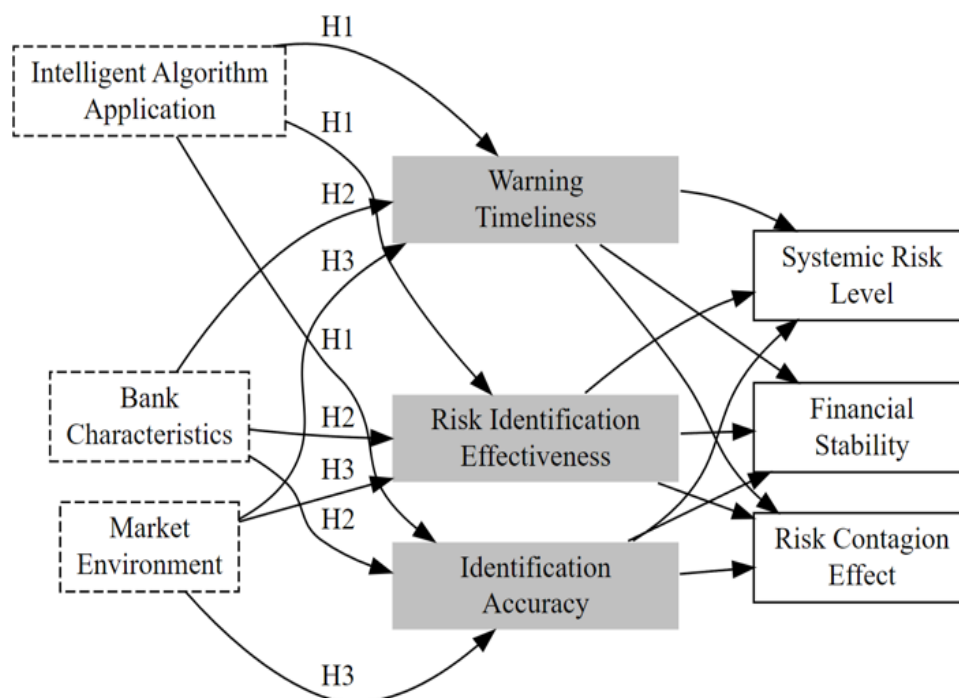 H1
Intelligent Algorithm
Application
H1
Warning
Timeliness
H2
H3
Systemic Risk
Level
H1
Bank
Characteristics
H2
Risk Identification
Effectiveness
Financial
Stability
H3
Market
Environment
H2
Identification
Accuracy
Risk Contagion
Effect
H3